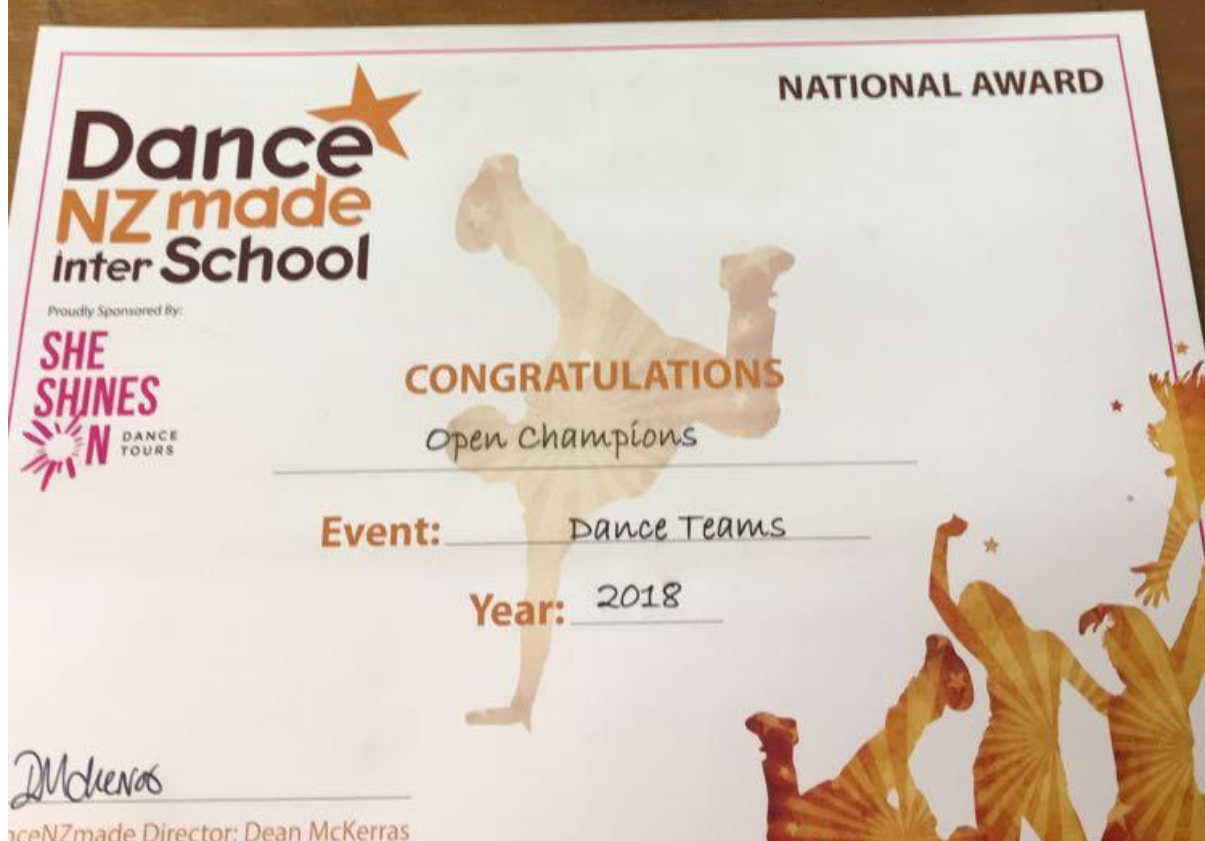 NATIONAL AWARD
Dance
NZ made
inter School
Proudly Sponsored By:
SHE
SHINES
ON DANCE
TOURS
CONGRATULATIONS
Open Champions
Event: Dance Teams
Year: 2018
nceNZmade Director: Dean McKerras